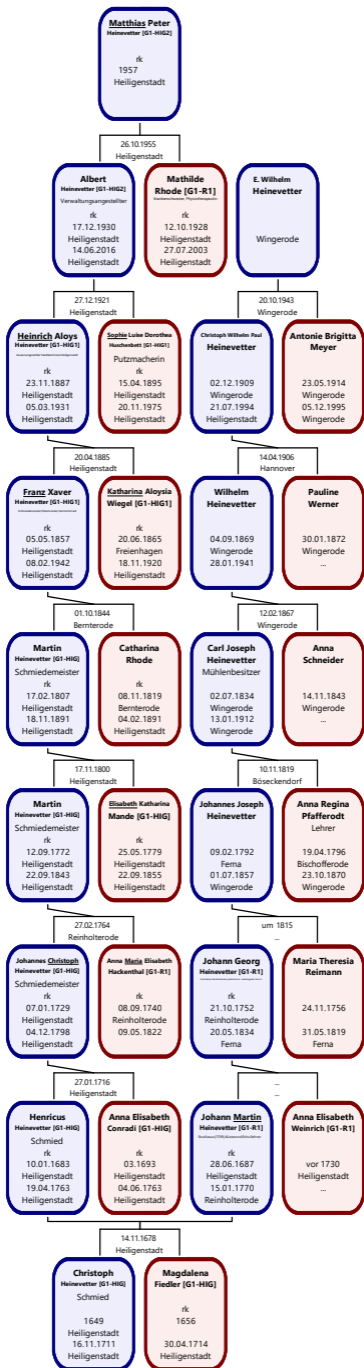 Matthias Peter
Heinevetter [G1-HIG2]
rk
1957
Heiligenstadt
26.10.1955
Heiligenstadt
Albert
Heinevetter [G1-HIG2]
Verwaltungsangestellter
rk
17.12.1930
Heiligenstadt
14.06.2016
Heiligenstadt
Mathilde
Rhode [G1-R1]
rk
12.10.1928
Heiligenstadt
27.07.2003
Heiligenstadt
E. Wilhelm
Heinevetter
Wingerode
27.12.1921
Heiligenstadt
20.10.1943
Wingerode
Heinrich Aloys
Heinevetter [G1-HIG1]
rk
23.11.1887
Heiligenstadt
05.03.1931
Heiligenstadt
Sophie Luise Dorothea
Huschenbett [G1-HIG1]
Putzmacherin
rk
15.04.1895
Heiligenstadt
20.11.1975
Heiligenstadt
Christoph Wilhelm Paul
Heinevetter
02.12.1909
Wingerode
21.07.1994
Heiligenstadt
Antonie Brigitta
Meyer
23.05.1914
Wingerode
05.12.1995
Wingerode
20.04.1885
Heiligenstadt
14.04.1906
Hannover
Franz Xaver
Heinevetter [G1-HIG1]
rk
05.05.1857
Heiligenstadt
08.02.1942
Heiligenstadt
Katharina Aloysia
Wiegel [G1-HIG1]
rk
20.06.1865
Freienhagen
18.11.1920
Heiligenstadt
Wilhelm
Heinevetter
04.09.1869
Wingerode
28.01.1941
Pauline
Werner
30.01.1872
Wingerode
...
01.10.1844
Bernterode
12.02.1867
Wingerode
Martin
Heinevetter [G1-HIG]
Schmiedemeister
rk
17.02.1807
Heiligenstadt
18.11.1891
Heiligenstadt
Catharina
Rhode
rk
08.11.1819
Bernterode
04.02.1891
Heiligenstadt
Carl Joseph
Heinevetter
Mühlenbesitzer
02.07.1834
Wingerode
13.01.1912
Wingerode
Anna
Schneider
14.11.1843
Wingerode
...
17.11.1800
Heiligenstadt
10.11.1819
Böseckendorf
Martin
Heinevetter [G1-HIG]
Schmiedemeister
rk
12.09.1772
Heiligenstadt
22.09.1843
Heiligenstadt
Elisabeth Katharina
Mande [G1-HIG]
rk
25.05.1779
Heiligenstadt
22.09.1855
Heiligenstadt
Johannes Joseph
Heinevetter
09.02.1792
Ferna
01.07.1857
Wingerode
Anna Regina
Pfafferodt
Lehrer
19.04.1796
Bischofferode
23.10.1870
Wingerode
27.02.1764
Reinholterode
um 1815
...
Johannes Christoph
Heinevetter [G1-HIG]
Schmiedemeister
rk
07.01.1729
Heiligenstadt
04.12.1798
Heiligenstadt
Anna Maria Elisabeth
Hackenthal [G1-R1]
rk
08.09.1740
Reinholterode
09.05.1822
Johann Georg
Heinevetter [G1-R1]
rk
21.10.1752
Reinholterode
20.05.1834
Ferna
Maria Theresia
Reimann
24.11.1756
31.05.1819
Ferna
27.01.1716
Heiligenstadt
...
...
Henricus
Heinevetter [G1-HIG]
Schmied
rk
10.01.1683
Heiligenstadt
19.04.1763
Heiligenstadt
Anna Elisabeth
Conradi [G1-HIG]
rk
03.1693
Heiligenstadt
04.06.1763
Heiligenstadt
Johann Martin
Heinevetter [G1-R1]
rk
28.06.1687
Heiligenstadt
15.01.1770
Reinholterode
Anna Elisabeth
Weinrich [G1-R1]
vor 1730
Heiligenstadt
...
14.11.1678
Heiligenstadt
Christoph
Heinevetter [G1-HIG]
Schmied
1649
Heiligenstadt
16.11.1711
Heiligenstadt
Magdalena
Fiedler [G1-HIG]
rk
1656
30.04.1714
Heiligenstadt